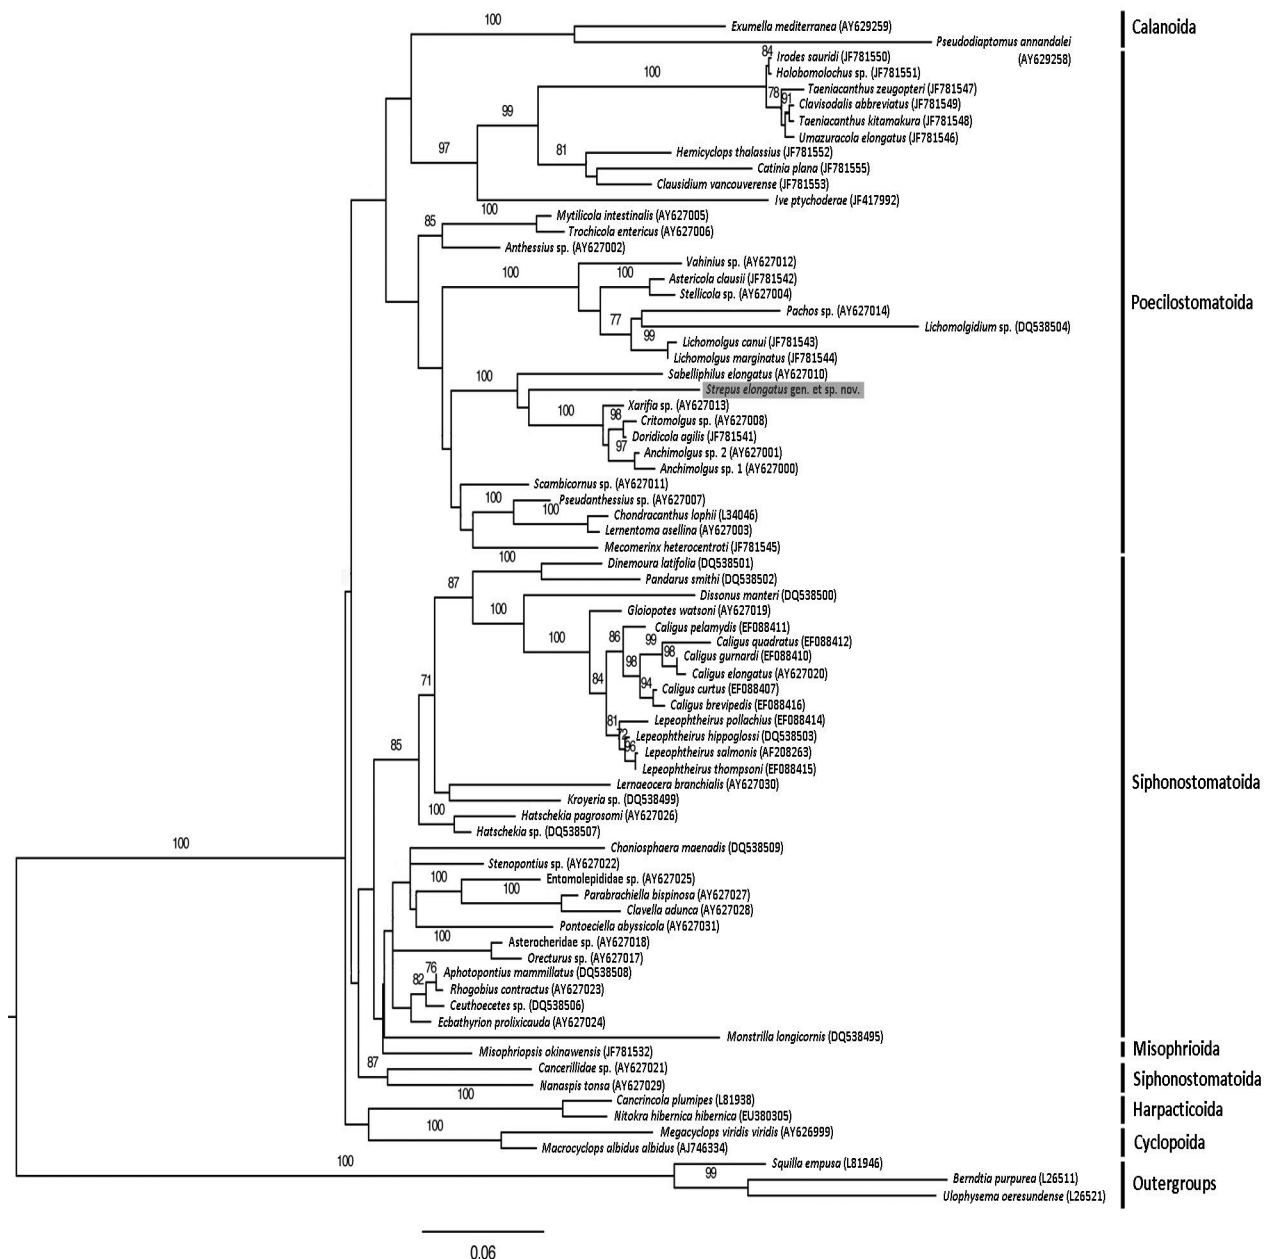 100
Exumella mediterranea (AY629259)
Calanoida
Pseudodiaptomus annandalei
(AY629258)
84
Irodes sauridi (JF781550)
100
Holobomolochus sp. (JF781551)
78
Taeniacanthus zeugopteri (JF781547)
91
Clavisodalis abbreviatus (JF781549)
99
Taeniacanthus kitamakura (JF781548)
Umazuracola elongatus (JF781546)
97
81
Hemicyclops thalassius (JF781552)
Catinia plana (JF781555)
Clausidium vancouverense (JF781553)
Ive ptychoderae (JF417992)
100
Mytilicola intestinalis (AY627005)
85
Trochicola entericus (AY627006)
Anthessius sp. (AY627002)
Vahinius sp. (AY627012)
100
100
Astericola clausii (JF781542)
Stellicola sp. (AY627004)
Poecilostomatoida
Pachos sp. (AY627014)
77
Lichomolgidium sp. (DQ538504)
99
Lichomolgus canui (JF781543)
Lichomolgus marginatus (JF781544)
100
Sabelliphilus elongatus (AY627010)
Strepus elongatus gen. et sp. nov.
100
Xarifia sp. (AY627013)
98
Critomolgus sp. (AY627008)
Doridicola agilis (JF781541)
97
Anchimolgus sp. 2 (AY627001)
Anchimolgus sp. 1 (AY627000)
Scambicornus sp. (AY627011)
100
Pseudanthessius sp. (AY627007)
100
Chondracanthus lophii (L34046)
Lernentoma asellina (AY627003)
Mecomerinx heterocentroti (JF781545)
100
Dinemoura latifolia (DQ538501)
87
Pandarus smithi (DQ538502)
Dissonus manteri (DQ538500)
100
Gloiopotes watsoni (AY627019)
100
86
Caligus pelamydis (EF088411)
99
Caligus quadratus (EF088412)
98
98
Caligus gurnardi (EF088410)
84
Caligus elongatus (AY627020)
71
94
Caligus curtus (EF088407)
Caligus brevipedis (EF088416)
81
Lepeophtheirus pollachius (EF088414)
72
Lepeophtheirus hippoglossi (DQ538503)
85
96
Lepeophtheirus salmonis (AF208263)
Lepeophtheirus thompsoni (EF088415)
Siphonostomatoida
Lernaeocera branchialis (AY627030)
Kroyeria sp. (DQ538499)
100
Hatschekia pagrosomi (AY627026)
Hatschekia sp. (DQ538507)
100
Choniosphaera maenadis (DQ538509)
Stenopontius sp. (AY627022)
100
Entomolepididae sp. (AY627025)
100
Parabrachiella bispinosa (AY627027)
Clavella adunca (AY627028)
Pontoeciella abyssicola (AY627031)
100
Asterocheridae sp. (AY627018)
Orecturus sp. (AY627017)
76
Aphotopontius mammillatus (DQ538508)
82
Rhogobius contractus (AY627023)
Ceuthoecetes sp. (DQ538506)
Ecbathyrion prolixicauda (AY627024)
Monstrilla longicornis (DQ538495)
Misophriopsis okinawensis (JF781532)
Misophrioida
87
Cancerillidae sp. (AY627021)
Siphonostomatoida
Nanaspis tonsa (AY627029)
100
Cancrincola plumipes (L81938)
Harpacticoida
Nitokra hibernica hibernica (EU380305)
100
Megacyclops viridis viridis (AY626999)
Cyclopoida
Macrocyclops albidus albidus (AJ746334)
100
Squilla empusa (L81946)
99
Berndtia purpurea (L26511)
Outergroups
Ulophysema oeresundense (L26521)
0.06